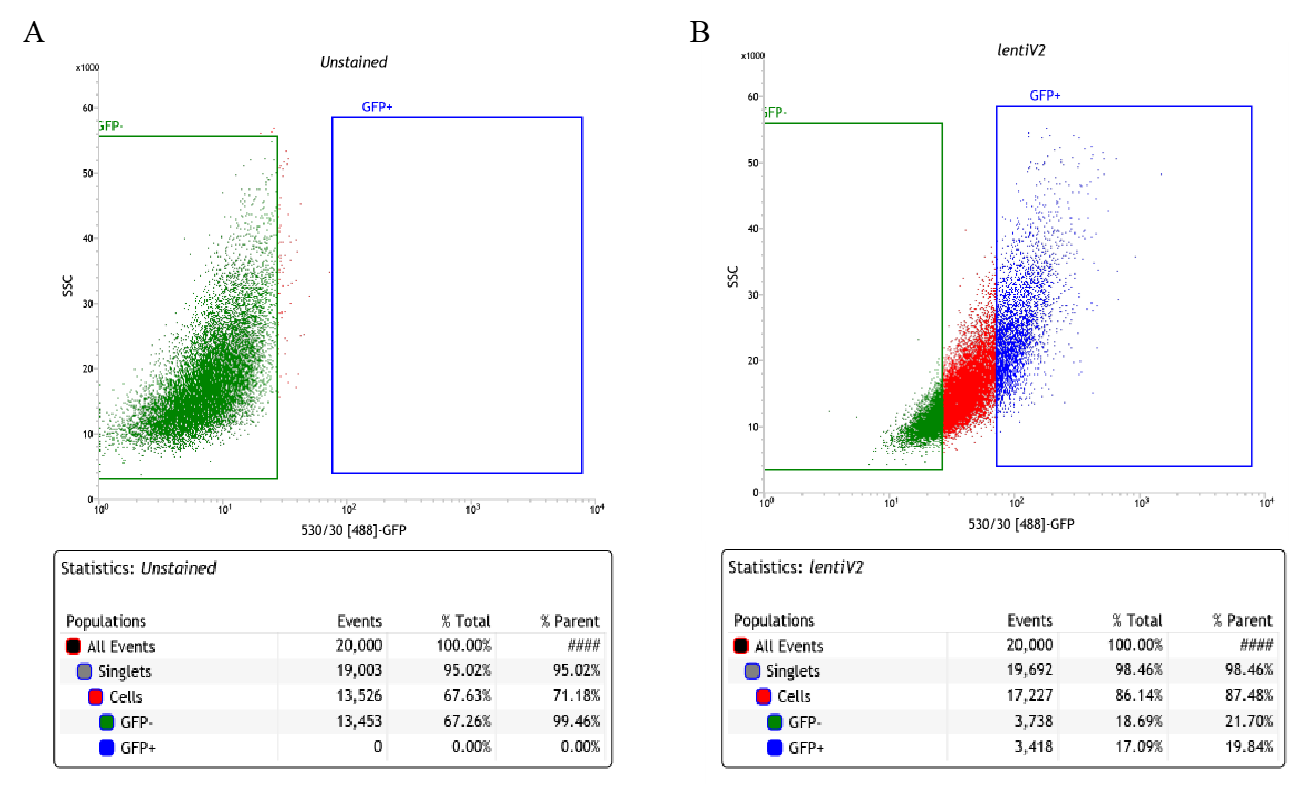 A
Unstained
x1000
GFP+
GFP-
60
50
40
30
20
10
0
SSC
10⁰ 10¹ 10² 10³ 10⁴
530/30 [488]-GFP
Statistics: Unstained
Populations Events % Total % Parent
All Events 20,000 100.00% ####
Singlets 19,003 95.02% 95.02%
Cells 13,526 67.63% 71.18%
GFP- 13,453 67.26% 99.46%
GFP+ 0 0.00% 0.00%
B
lentiV2
x1000
GFP+
GFP-
60
50
40
30
20
10
0
SSC
10⁰ 10¹ 10² 10³ 10⁴
530/30 [488]-GFP
Statistics: lentiV2
Populations Events % Total % Parent
All Events 20,000 100.00% ####
Singlets 19,692 98.46% 98.46%
Cells 17,227 86.14% 87.48%
GFP- 3,738 18.69% 21.70%
GFP+ 3,418 17.09% 19.84%